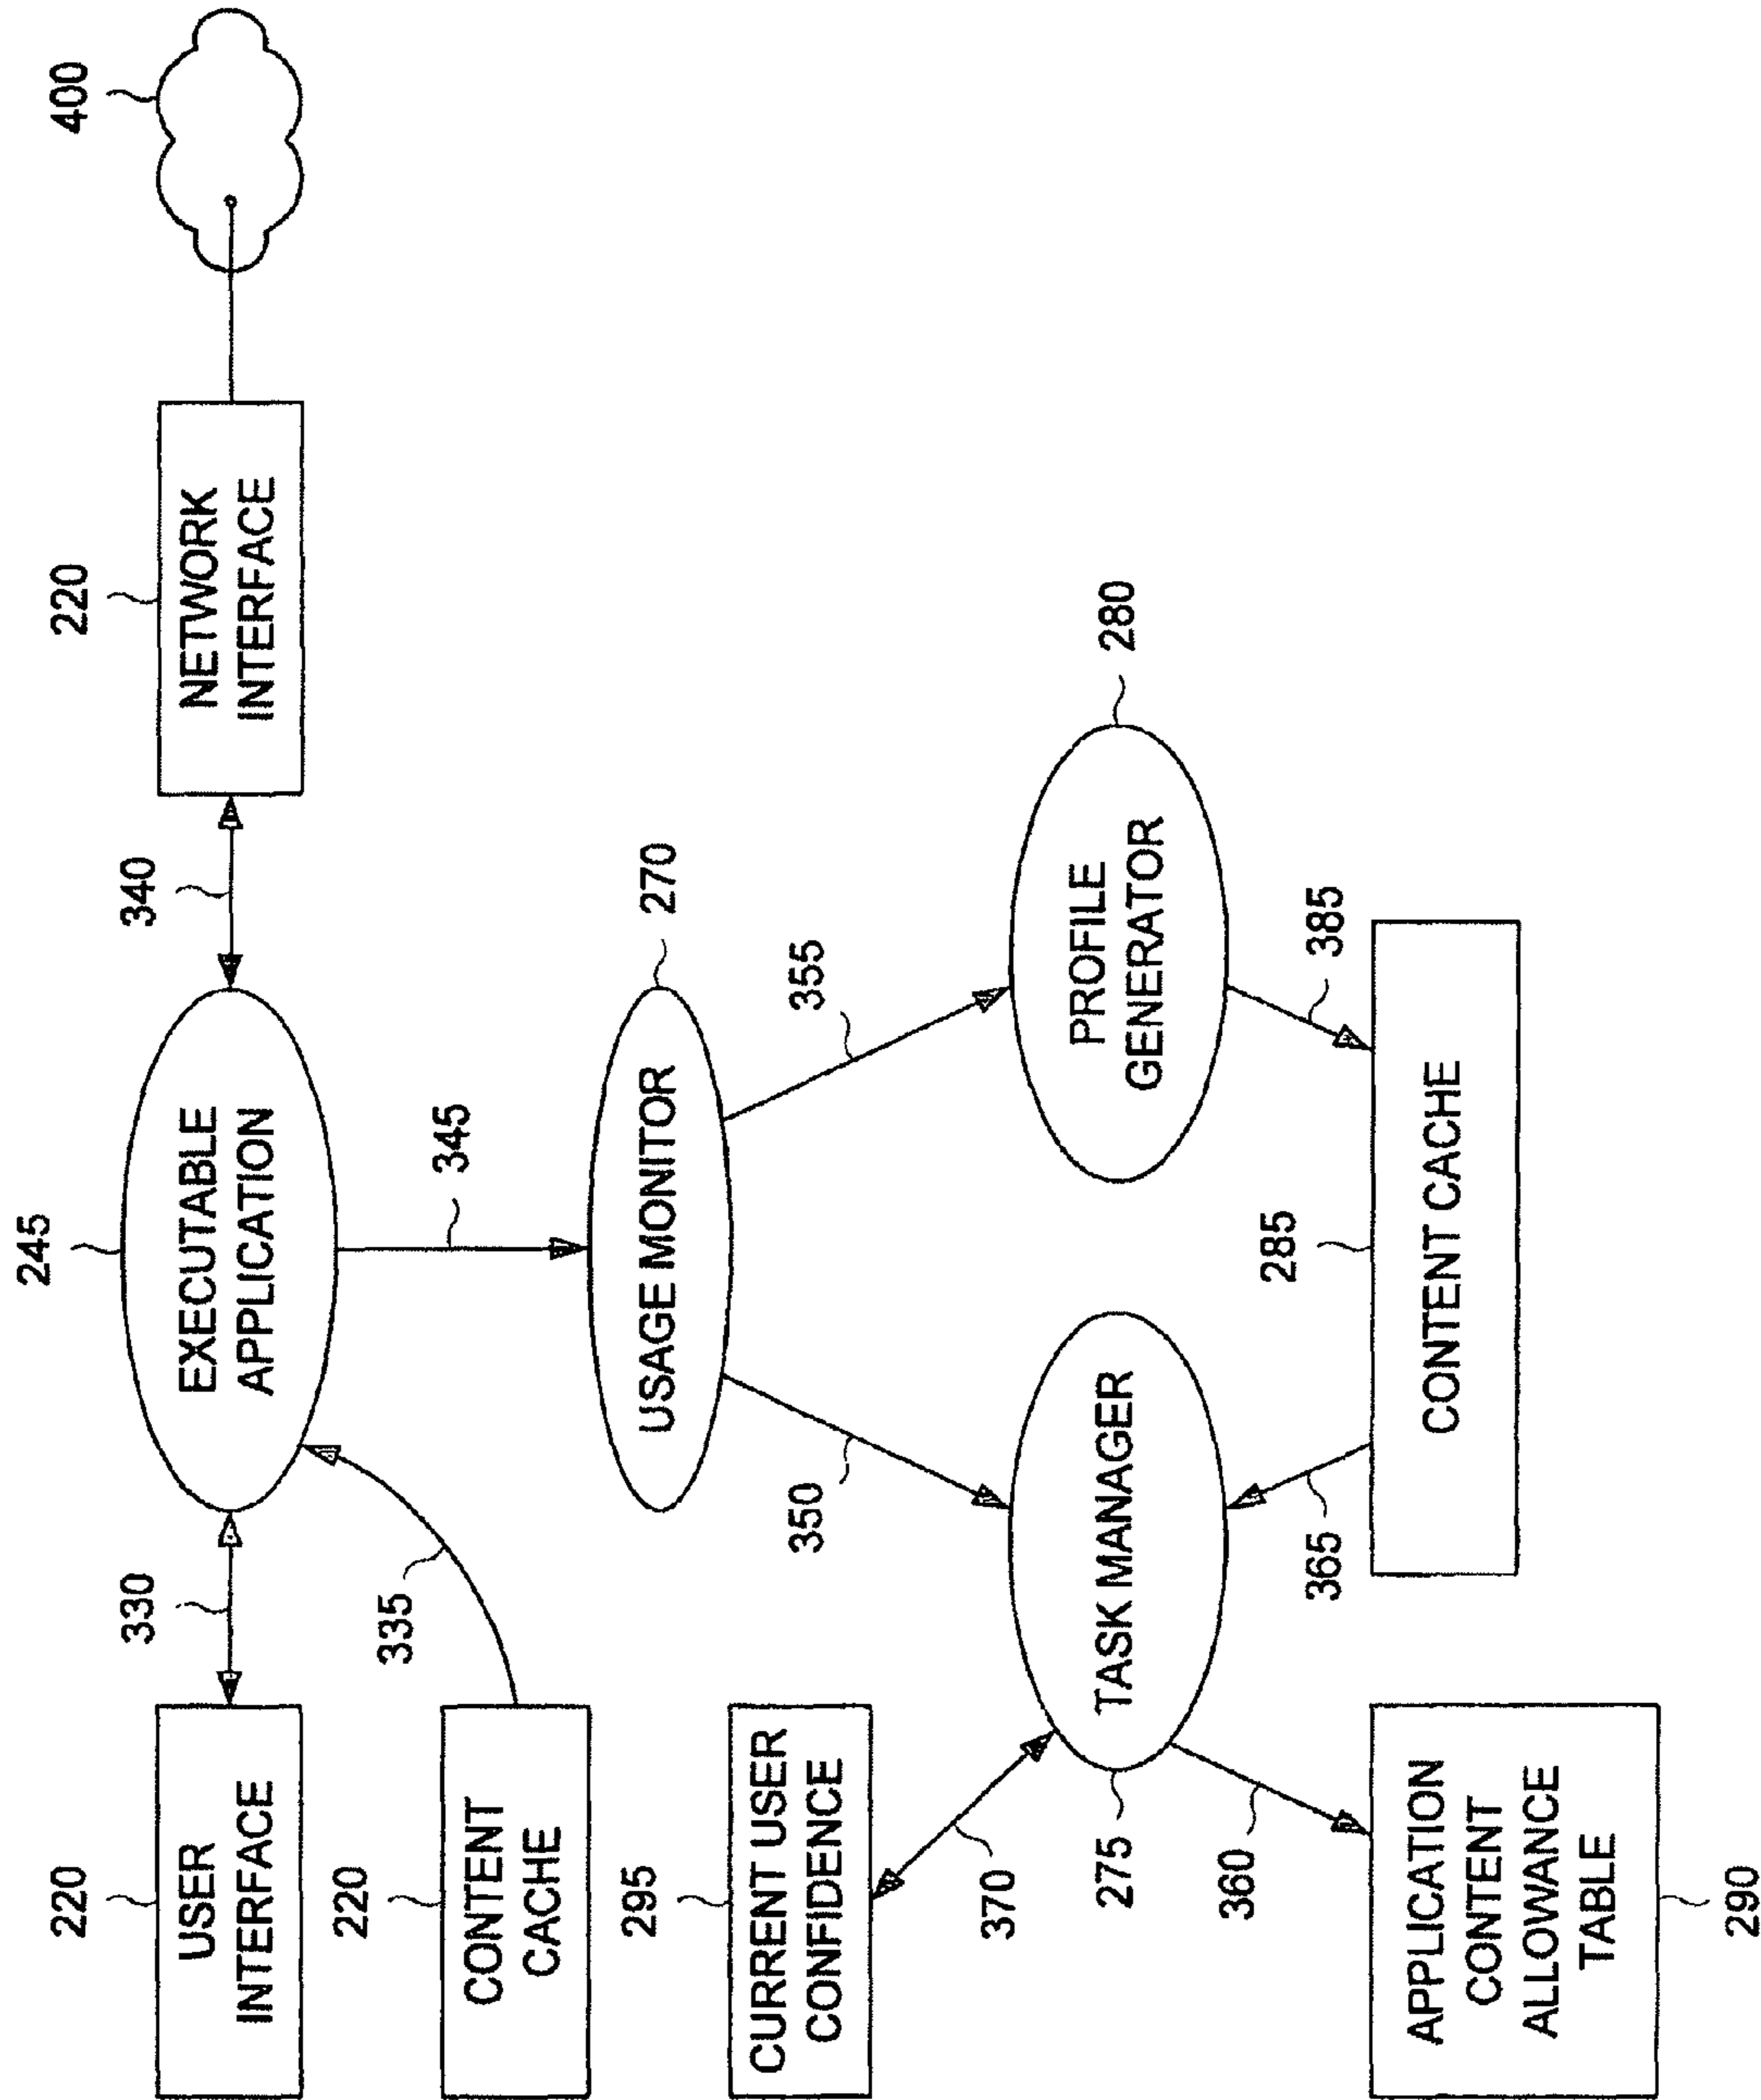 245
220
330
EXECUTABLE
APPLICATION
340
220
400
USER
INTERFACE
NETWORK
INTERFACE
220
335
345
CONTENT
CACHE
270
295
USAGE MONITOR
CURRENT USER
CONFIDENCE
350
355
280
370
TASK MANAGER
PROFILE
GENERATOR
275
360
365
285
385
APPLICATION
CONTENT
ALLOWANCE
TABLE
CONTENT CACHE
290